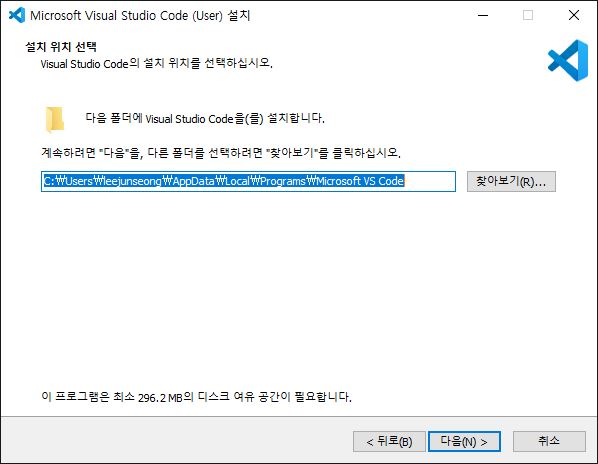 Microsoft Visual Studio Code (User) 설치
설치 위치 선택
Visual Studio Code의 설치 위치를 선택하십시오.
다음 폴더에 Visual Studio Code을(를) 설치합니다.
계속하려면 "다음"을, 다른 폴더를 선택하려면 "찾아보기"를 클릭하십시오.
C:₩Users₩leejunseong₩AppData₩Local₩Programs₩Microsoft VS Code
찾아보기(R)...
이 프로그램은 최소 296.2 MB의 디스크 여유 공간이 필요합니다.
< 뒤로(B)
다음(N) >
취소